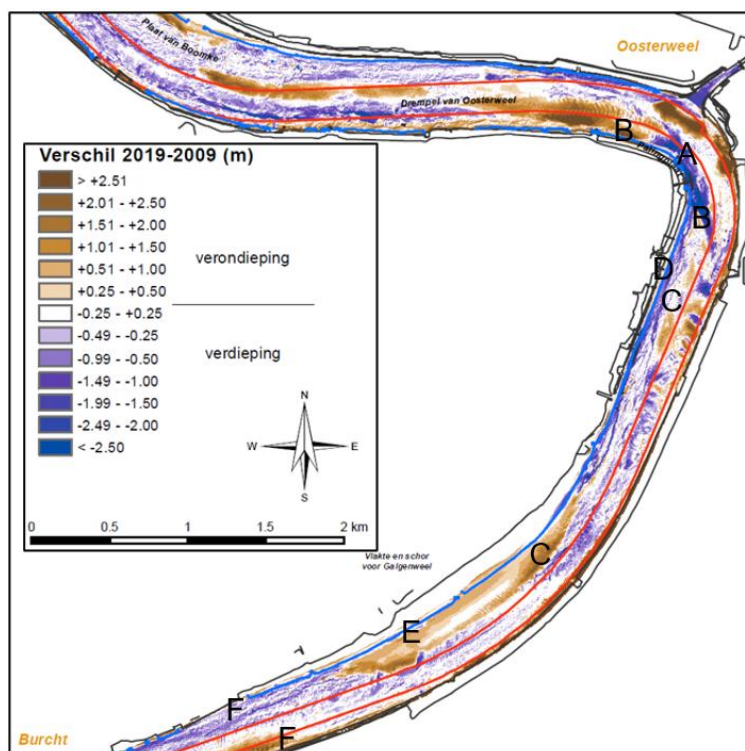 Oosterweel
Plaat van Boomke
Drempel van Oosterweel
B
A
B
D
C
Verschil 2019-2009 (m)
> +2.51
+2.01 - +2.50
+1.51 - +2.00
+1.01 - +1.50
+0.51 - +1.00
+0.25 - +0.50
-0.25 - +0.25
-0.49 - -0.25
-0.99 - -0.50
-1.49 - -1.00
-1.99 - -1.50
-2.49 - -2.00
< -2.50
verondieping
verdieping
N
W E
S
0 0.5 1 1.5 2 km
Vlakte en schor
voor Galgenweel
C
E
F
F
Burcht